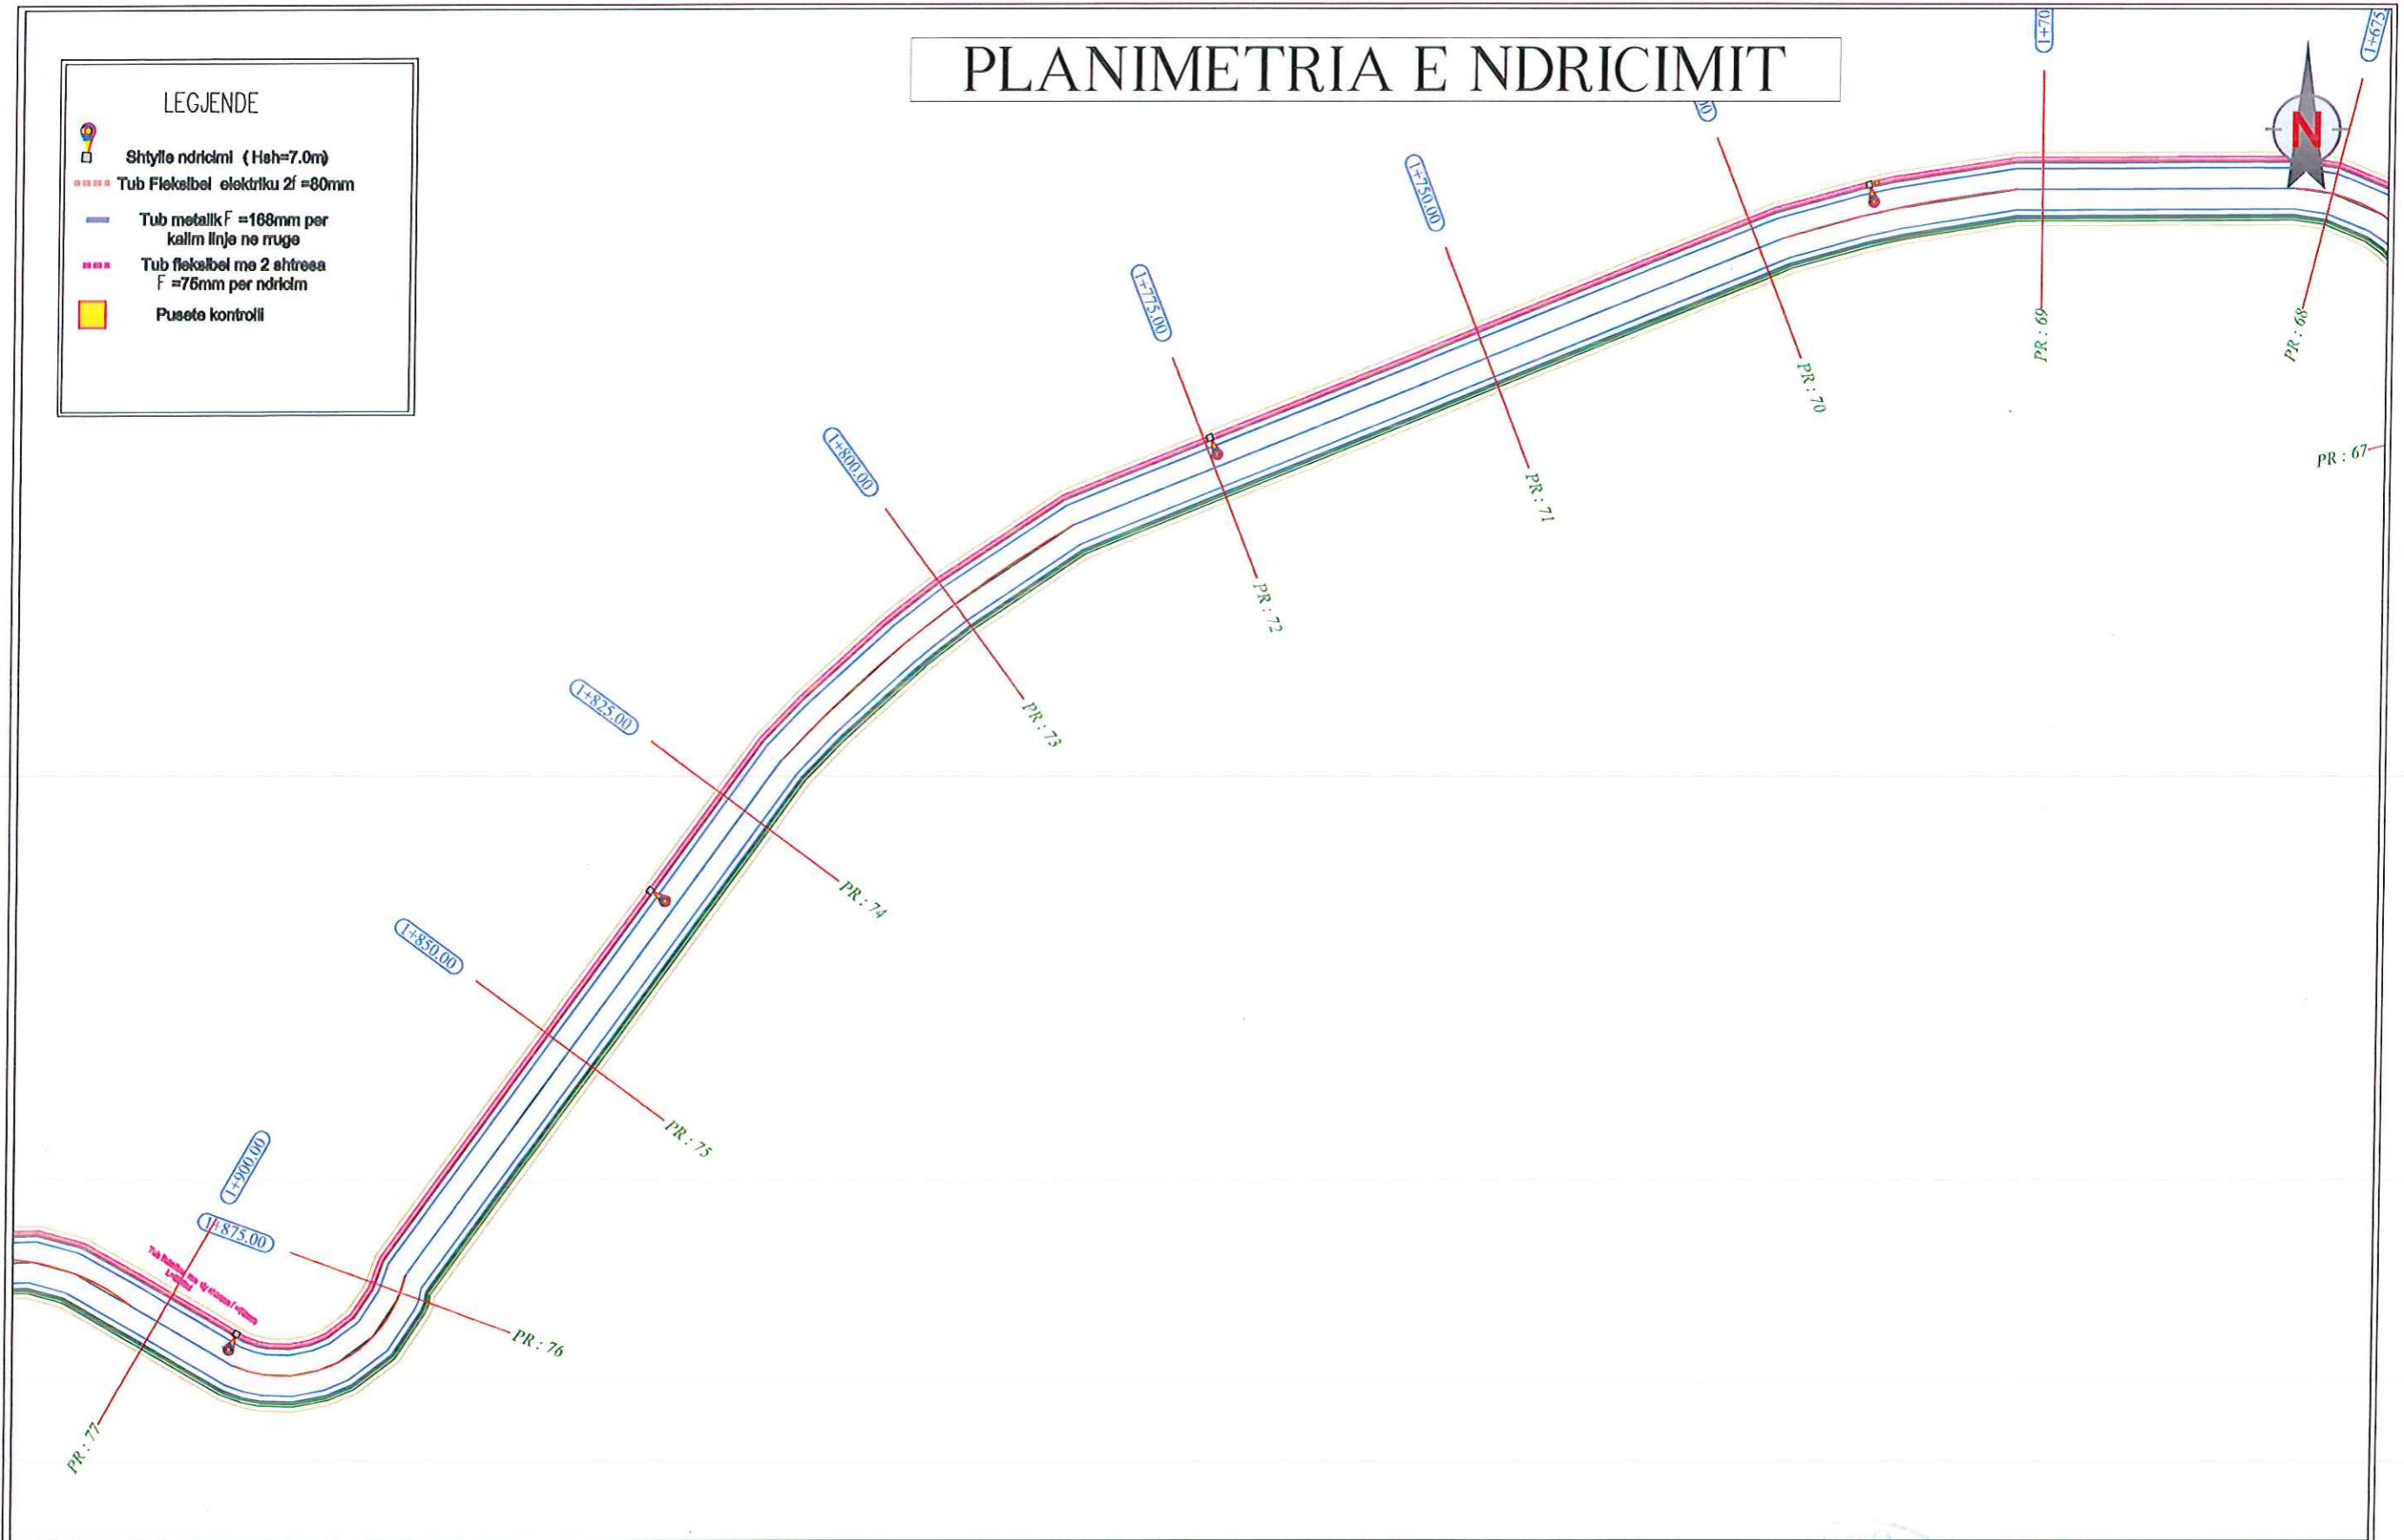 PLANIMETRIA E NDRICIMIT
LEGJENDE
Shtylle ndricimi ( Hsh=7.0m)
Tub Fleksibel elektriku 2f =80mm
Tub metalik F =168mm per
kalim linje ne rruge
Tub fleksibel me 2 shtresa
F =75mm per ndricim
Pusete kontrolli
1+70
1+675
N
00
1+750.00
1+775.00
1+800.00
1+825.00
1+850.00
1+900.00
1+875.00
PR : 67
PR : 68
PR : 69
PR : 70
PR : 71
PR : 72
PR : 73
PR : 74
PR : 75
PR : 76
PR : 77